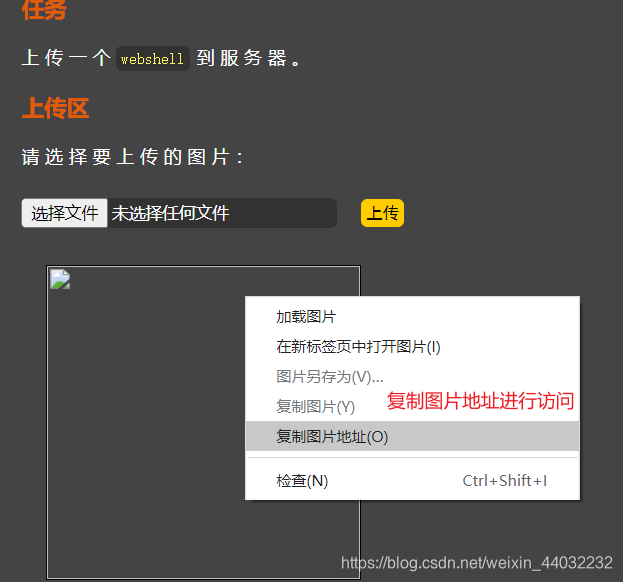 任务
上传一个 webshell 到服务器。
上传区
请选择要上传的图片：
选择文件 未选择任何文件 上传
加载图片
在新标签页中打开图片(I)
图片另存为(V)...
复制图片(Y)
复制图片地址进行访问
复制图片地址(O)
检查(N) Ctrl+Shift+I
https://blog.csdn.net/weixin_44032232